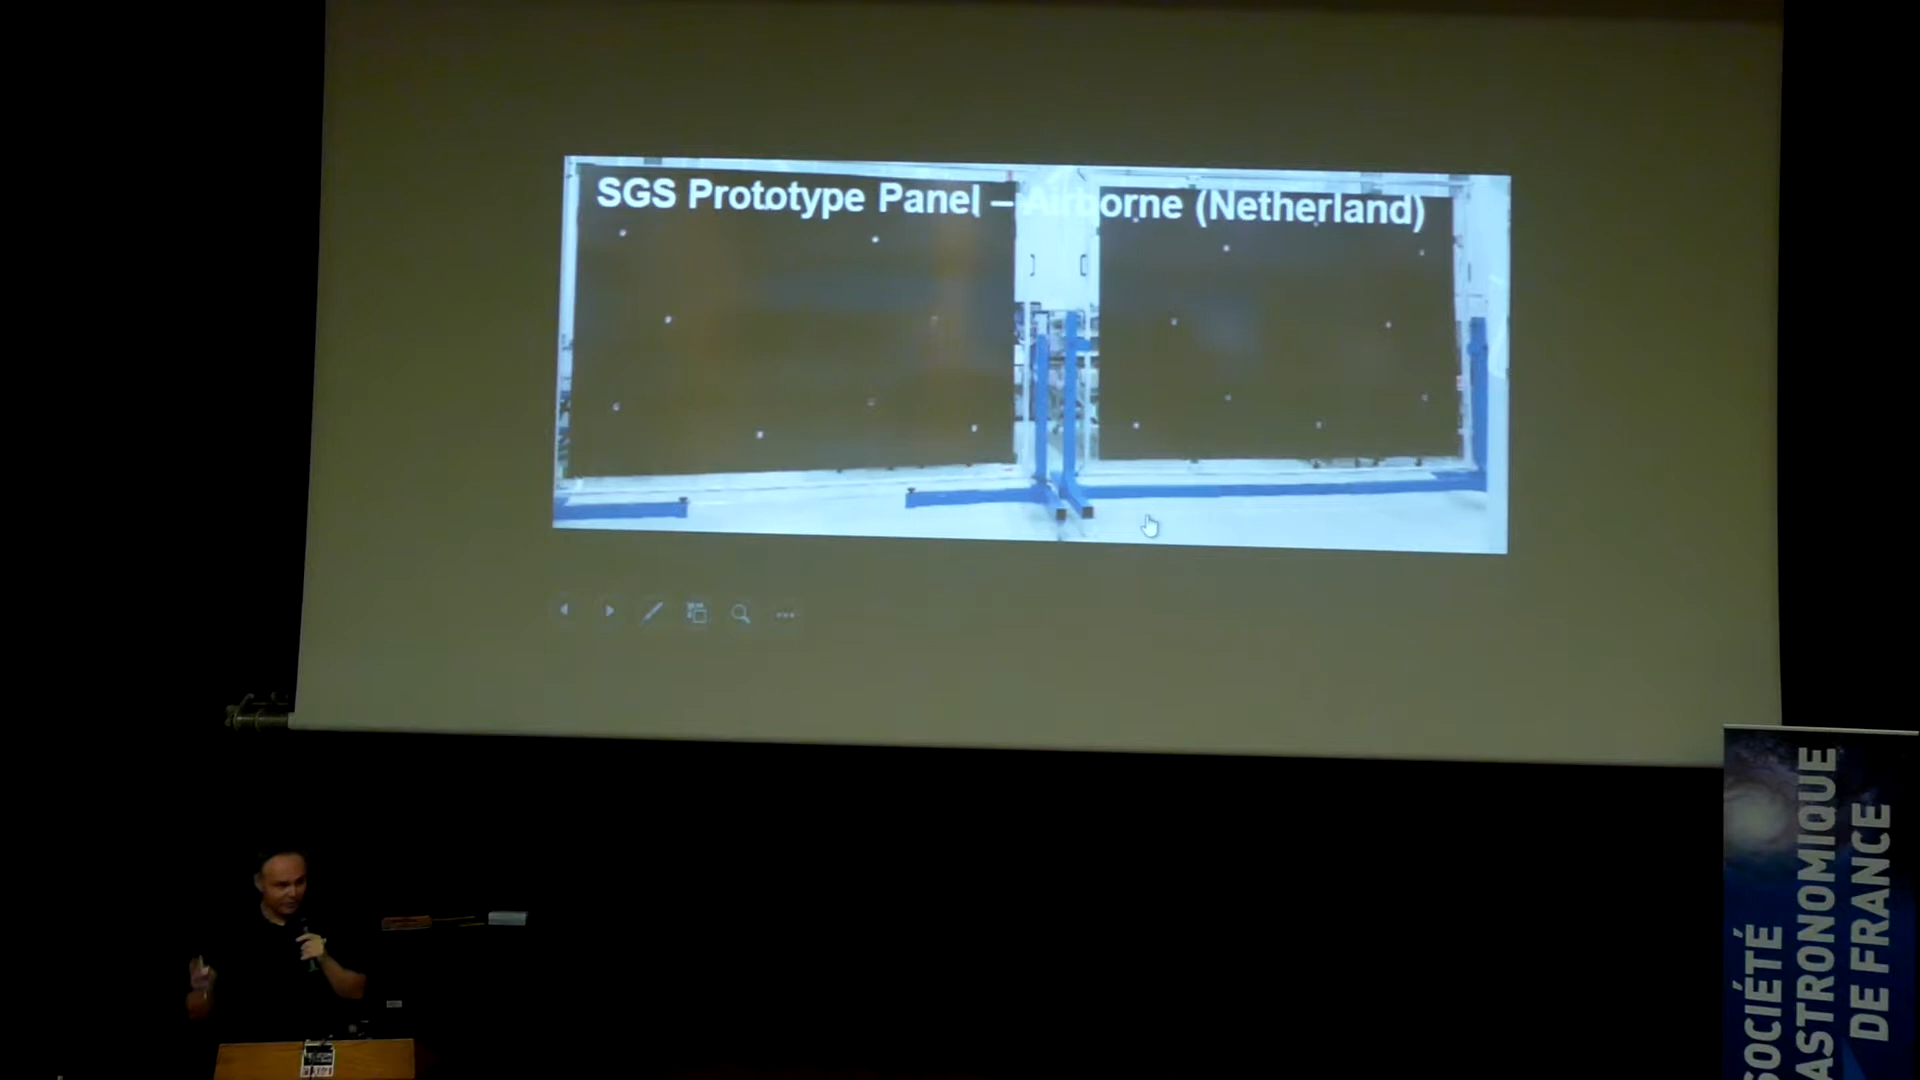 SGS Prototype Panel – Airborne (Netherland)
SOCIÉTÉ
ASTRONOMIQUE
DE FRANCE